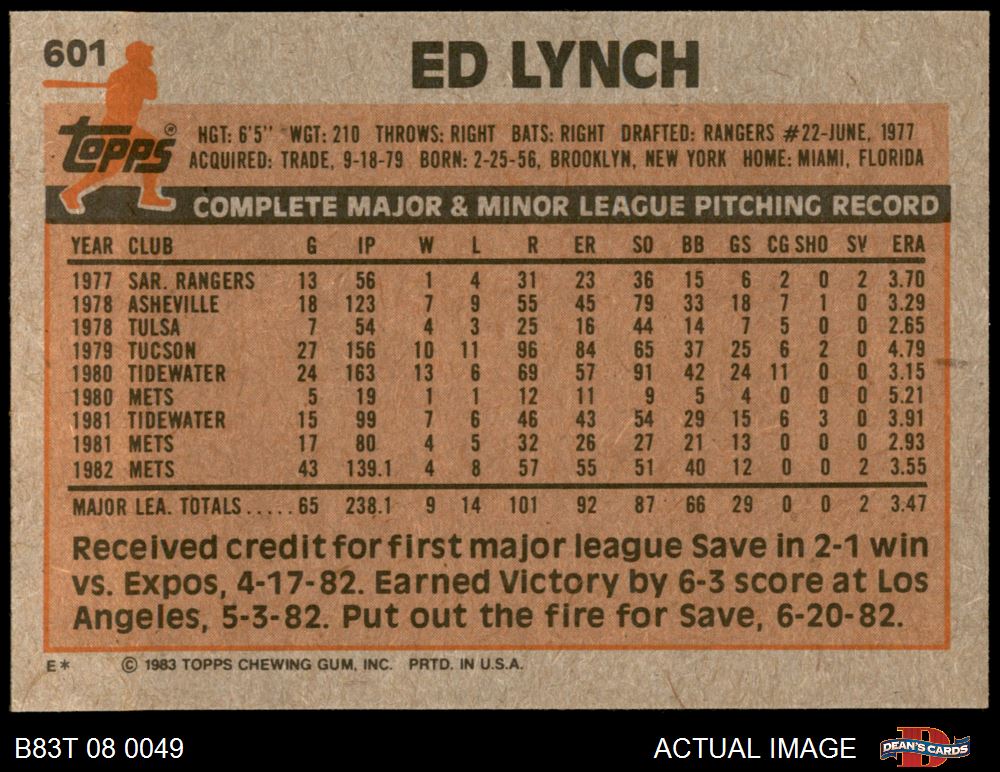 601
ED LYNCH
Topps®
HGT: 6'5" WGT: 210 THROWS: RIGHT BATS: RIGHT DRAFTED: RANGERS #22-JUNE, 1977
ACQUIRED: TRADE, 9-18-79 BORN: 2-25-56, BROOKLYN, NEW YORK HOME: MIAMI, FLORIDA
COMPLETE MAJOR & MINOR LEAGUE PITCHING RECORD
YEAR CLUB G IP W L R ER SO BB GS CG SHO SV ERA
1977 SAR. RANGERS 13 56 1 4 31 23 36 15 6 2 0 2 3.70
1978 ASHEVILLE 18 123 7 9 55 45 79 33 18 7 1 0 3.29
1978 TULSA 7 54 4 3 25 16 44 14 7 5 0 0 2.65
1979 TUCSON 27 156 10 11 96 84 65 37 25 6 2 0 4.79
1980 TIDEWATER 24 163 13 6 69 57 91 42 24 11 0 0 3.15
1980 METS 5 19 1 1 12 11 9 5 4 0 0 0 5.21
1981 TIDEWATER 15 99 7 6 46 43 54 29 15 6 3 0 3.91
1981 METS 17 80 4 5 32 26 27 21 13 0 0 0 2.93
1982 METS 43 139.1 4 8 57 55 51 40 12 0 0 2 3.55
MAJOR LEA. TOTALS.....65 238.1 9 14 101 92 87 66 29 0 0 2 3.47
Received credit for first major league Save in 2-1 win
vs. Expos, 4-17-82. Earned Victory by 6-3 score at Los
Angeles, 5-3-82. Put out the fire for Save, 6-20-82.
E* © 1983 TOPPS CHEWING GUM, INC. PRTD. IN U.S.A.
B83T 08 0049 ACTUAL IMAGE D DEAN'S CARDS